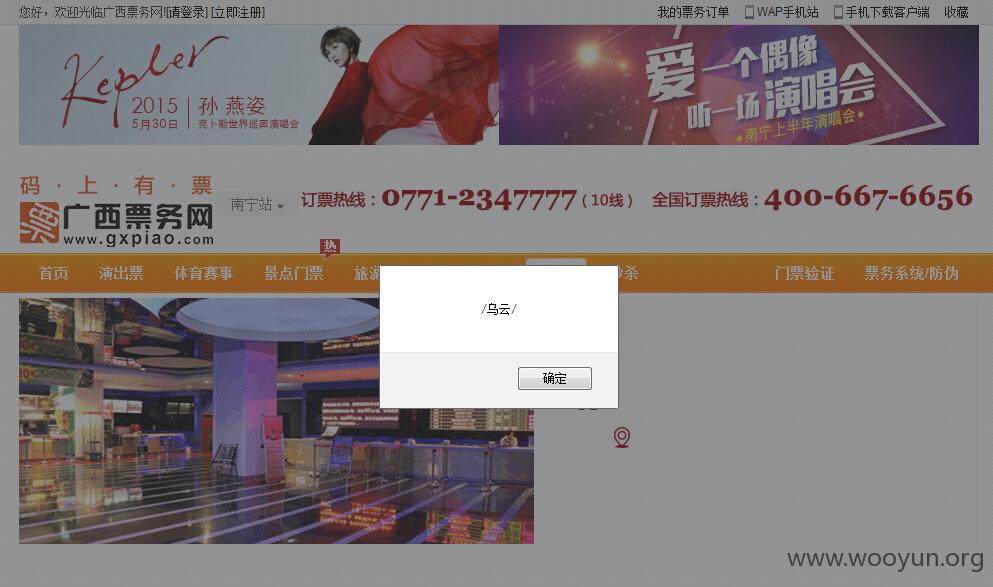 您好，欢迎光临广西票务网![请登录] [立即注册]
我的票务订单 WAP手机站 手机下载客户端 收藏
Kepler
2015 孙燕姿
5月30日 克卜勒世界巡回演唱会
爱一个偶像
听一场演唱会
·南宁上半年演唱会·
码·上·有·票
广西票务网
www.gxpiao.com
南宁站
订票热线：0771-2347777（10线） 全国订票热线：400-667-6656
热
首页 演出票 体育赛事 景点门票 旅游 秒杀 门票验证 票务系统/防伪
/乌云/
确定
www.wooyun.org